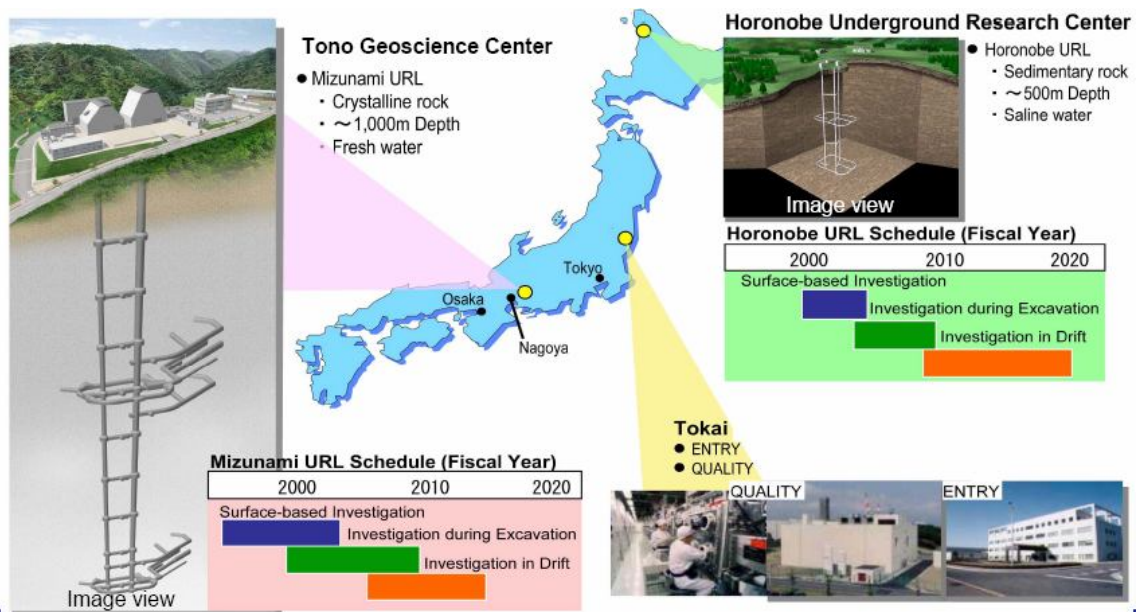 Tono Geoscience Center
● Mizunami URL
・ Crystalline rock
・ ～1,000m Depth
・ Fresh water
Image view
Horonobe Underground Research Center
● Horonobe URL
・ Sedimentary rock
・ ～500m Depth
・ Saline water
Image view
Osaka
Nagoya
Tokyo
Horonobe URL Schedule (Fiscal Year)
2000 2010 2020
Surface-based Investigation
Investigation during Excavation
Investigation in Drift
Tokai
● ENTRY
● QUALITY
QUALITY
ENTRY
Mizunami URL Schedule (Fiscal Year)
2000 2010 2020
Surface-based Investigation
Investigation during Excavation
Investigation in Drift